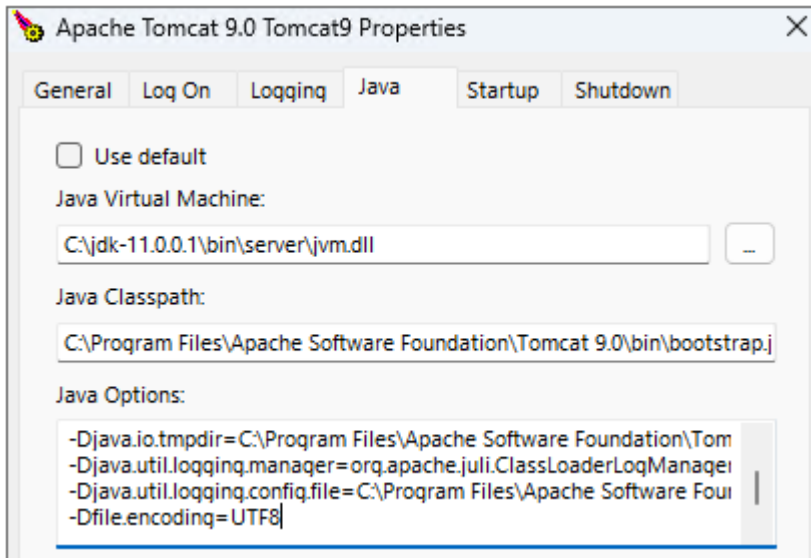 Apache Tomcat 9.0 Tomcat9 Properties
General Log On Logging Java Startup Shutdown
Use default
Java Virtual Machine:
C:\jdk-11.0.0.1\bin\server\jvm.dll
...
Java Classpath:
C:\Program Files\Apache Software Foundation\Tomcat 9.0\bin\bootstrap.j
Java Options:
-Djava.io.tmpdir=C:\Program Files\Apache Software Foundation\Tom
-Djava.util.logging.manager=org.apache.juli.ClassLoaderLogManager
-Djava.util.logging.config.file=C:\Program Files\Apache Software Four
-Dfile.encoding=UTF8